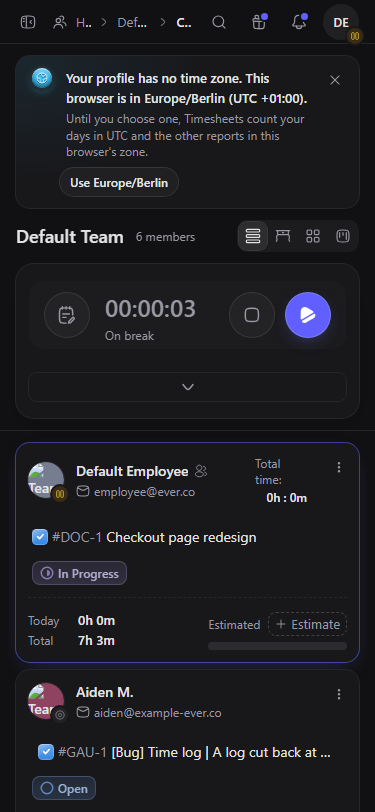 H.. Def... C..
DE
Your profile has no time zone. This
browser is in Europe/Berlin (UTC +01:00).
Until you choose one, Timesheets count your
days in UTC and the other reports in this
browser's zone.
Use Europe/Berlin
Default Team 6 members
00:00:03
On break
Default Employee
employee@ever.co
Total
time:
0h : 0m
#DOC-1 Checkout page redesign
In Progress
Today 0h 0m
Total 7h 3m
Estimated + Estimate
Aiden M.
aiden@example-ever.co
#GAU-1 [Bug] Time log | A log cut back at ...
Open